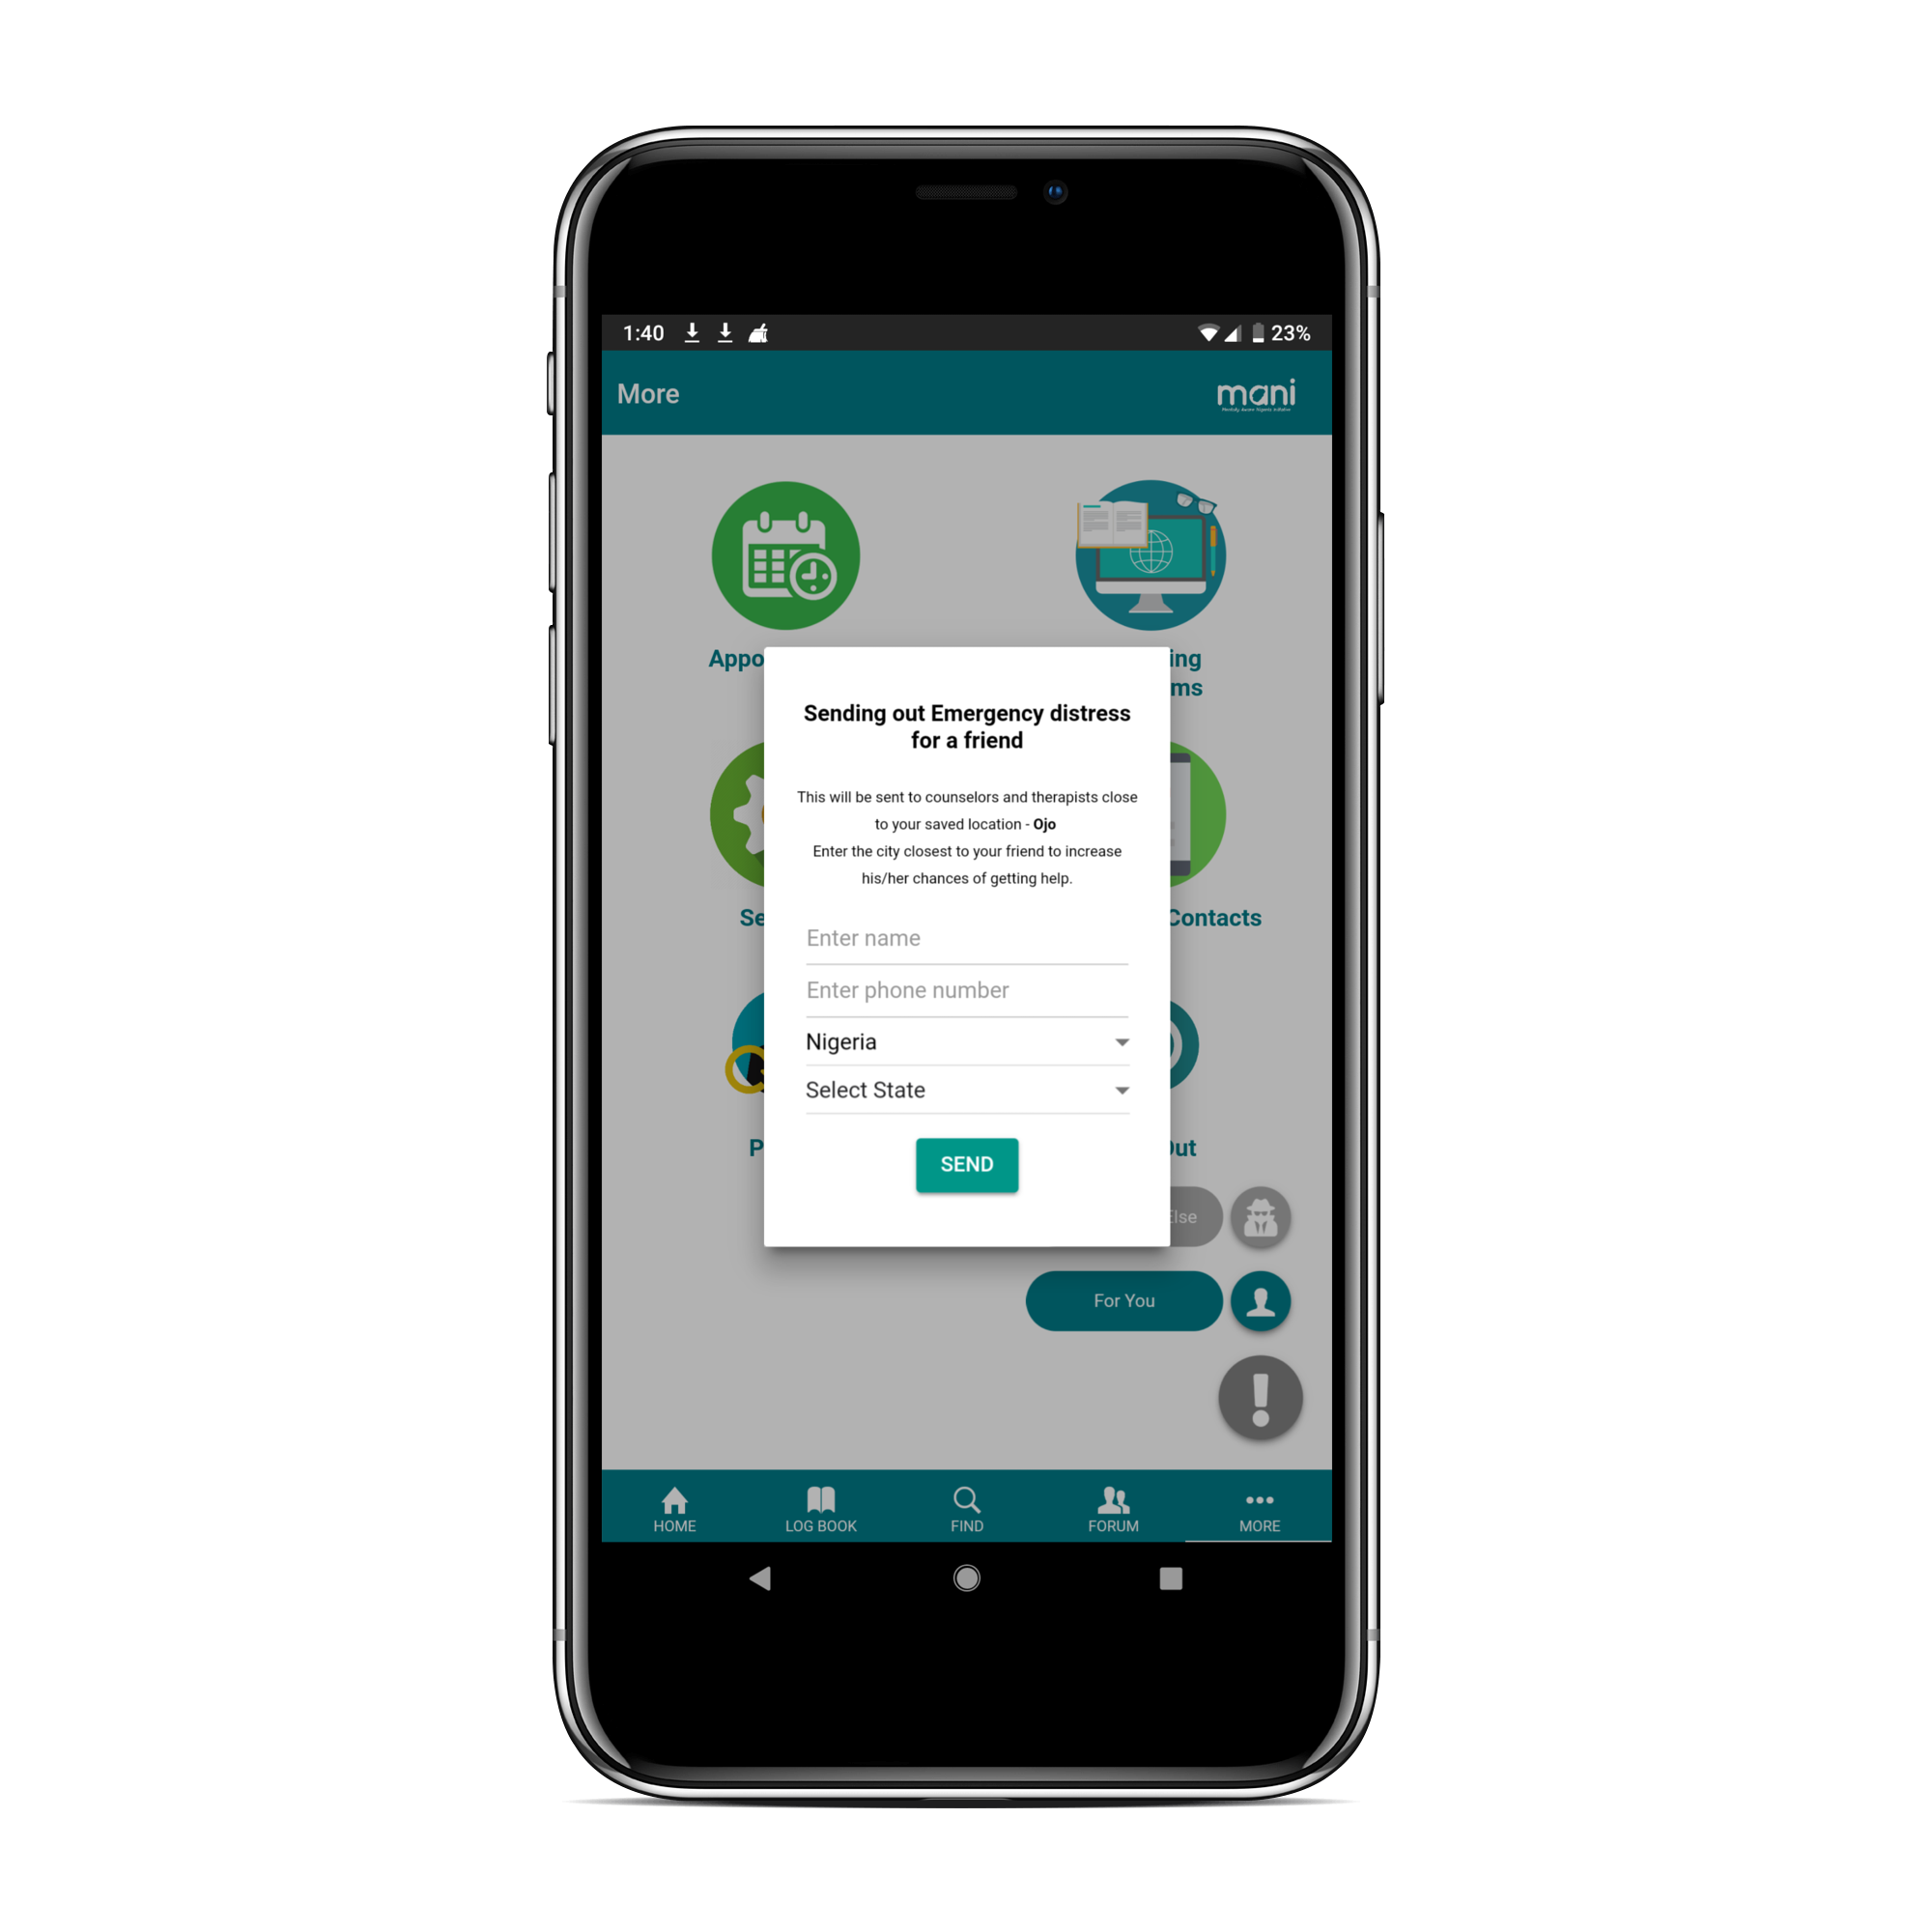 1:40
23%
More
mani
Appo
ing
ms
Sending out Emergency distress
for a friend
This will be sent to counselors and therapists close
to your saved location - Ojo
Enter the city closest to your friend to increase
his/her chances of getting help.
Se
Contacts
Enter name
Enter phone number
Nigeria
Select State
P
Out
SEND
Else
For You
HOME
LOG BOOK
FIND
FORUM
MORE